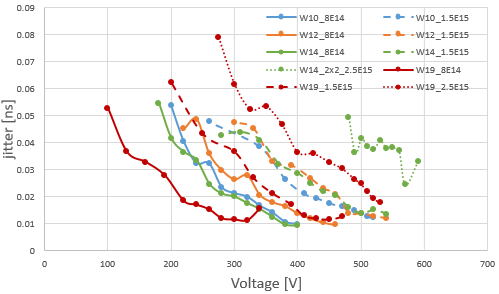 0.09
0.08
0.07
0.06
0.05
0.04
0.03
0.02
0.01
0
jitter [ns]
W10_8E14 W10_1.5E15
W12_8E14 W12_1.5E15
W14_8E14 W14_1.5E15
W14_2x2_2.5E15 W19_8E14
W19_1.5E15 W19_2.5E15
0 100 200 300 400 500 600 700
Voltage [V]